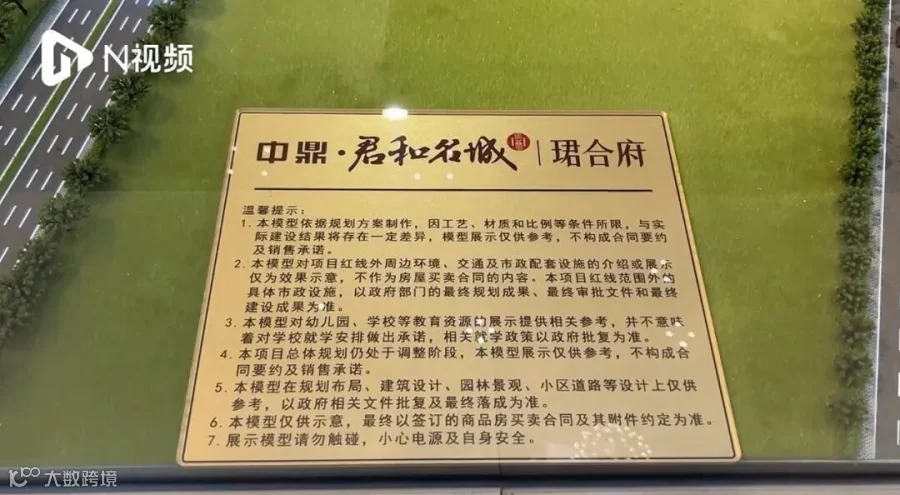 N视频
中鼎·君和名城 | 珺合府
温馨提示：
1. 本模型依据规划方案制作，因工艺、材质和比例等条件所限，与实
际建设结果将存在一定差异，模型展示仅供参考，不构成合同要约
及销售承诺。
2. 本模型对项目红线外周边环境、交通及市政配套设施的介绍或展示
仅为效果示意，不作为房屋买卖合同的内容。本项目红线范围外的
具体市政设施，以政府部门的最终规划成果、最终审批文件和最终
建设成果为准。
3. 本模型对幼儿园、学校等教育资源的展示提供相关参考，并不意味
着对学校就学安排做出承诺，相关就学政策以政府批复为准。
4. 本项目总体规划仍处于调整阶段，本模型展示仅供参考，不构成合
同要约及销售承诺。
5. 本模型在规划布局、建筑设计、园林景观、小区道路等设计上仅供
参考，以政府相关文件批复及最终落成为准。
6. 本模型仅供示意，最终以签订的商品房买卖合同及其附件约定为准。
7. 展示模型请勿触碰，小心电源及自身安全。
大数跨境